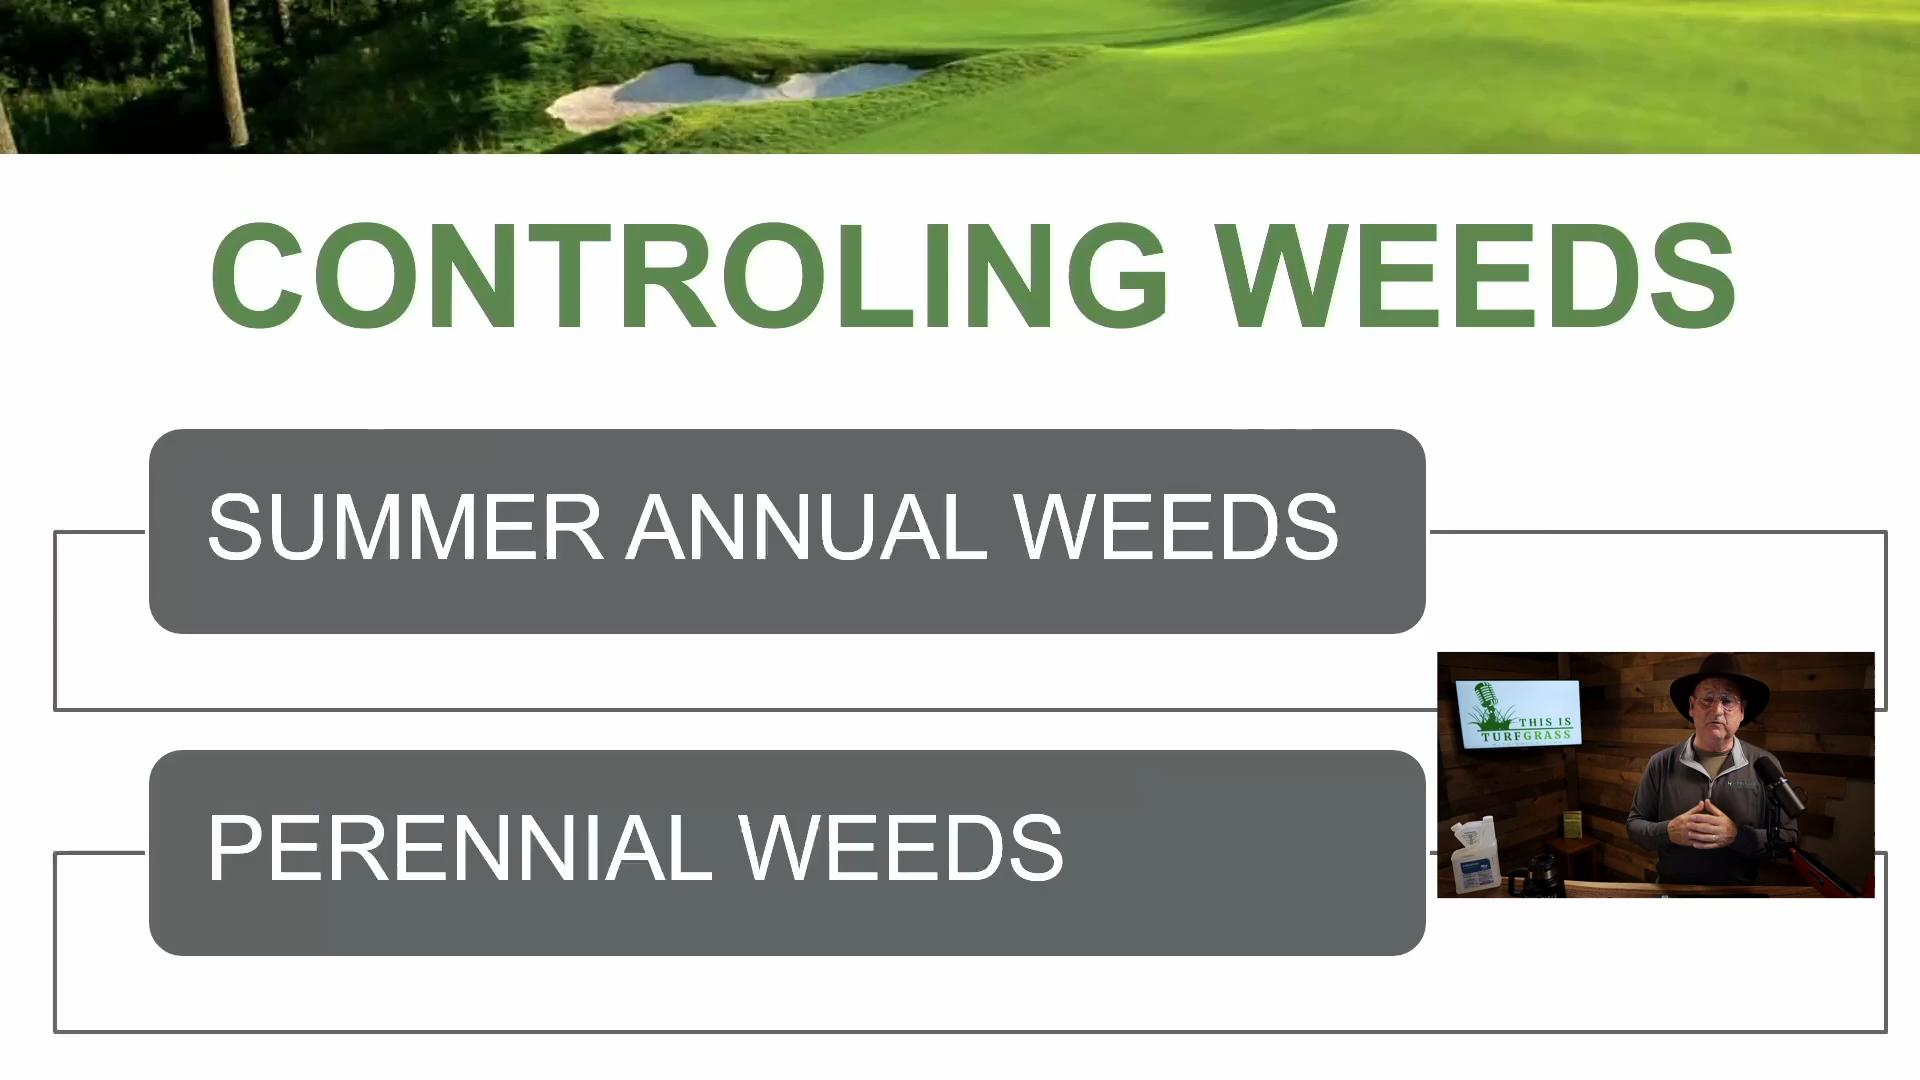 CONTROLING WEEDS
SUMMER ANNUAL WEEDS
PERENNIAL WEEDS
THIS IS
TURFGRASS